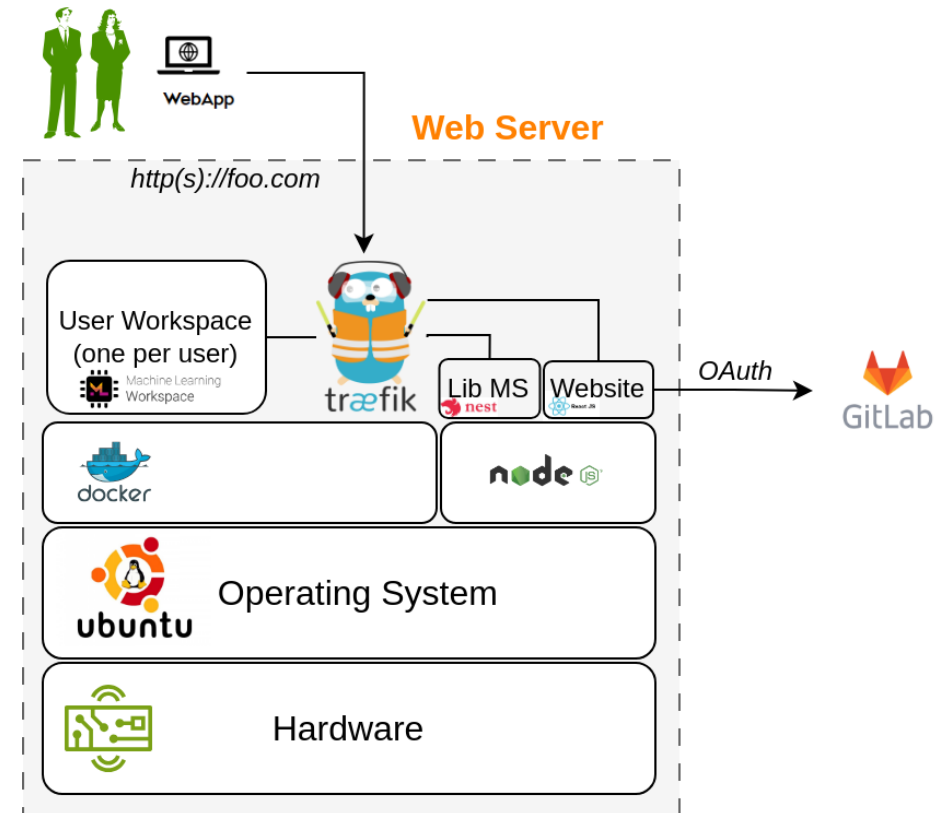 WebApp
Web Server
http(s)://foo.com
User Workspace
(one per user)
Machine Learning
Workspace
træfik
Lib MS
nest
Website
React JS
OAuth
GitLab
docker
node
JS
ubuntu
Operating System
Hardware